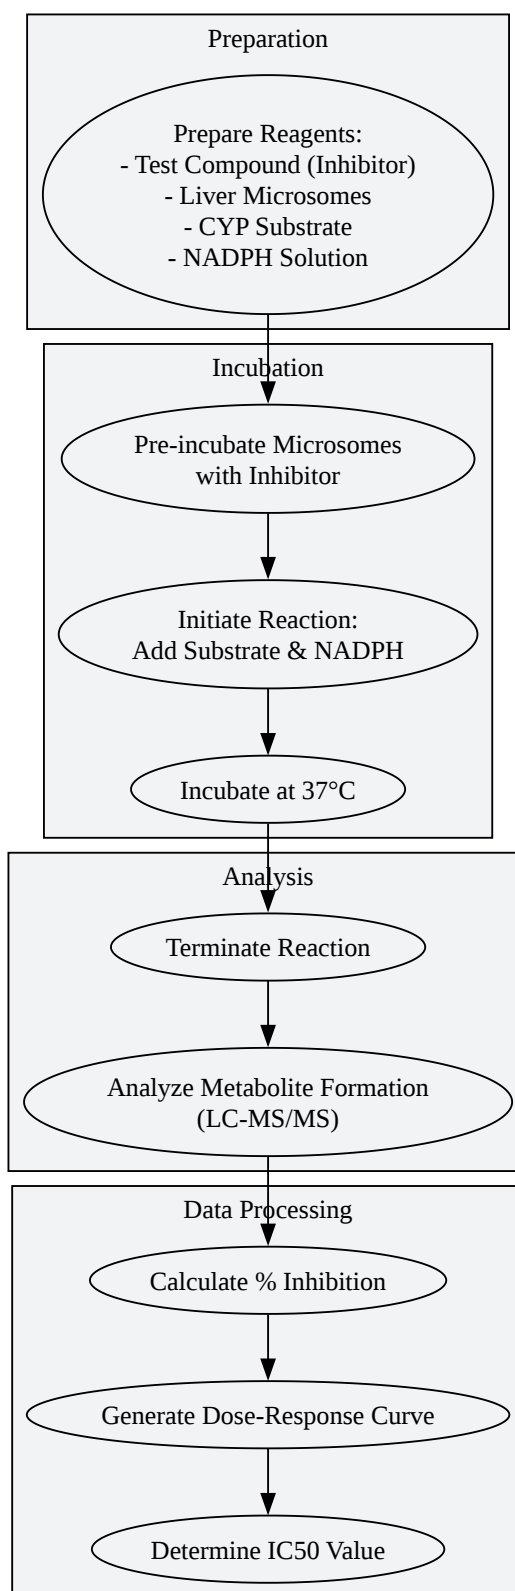 Preparation
Prepare Reagents:
- Test Compound (Inhibitor)
- Liver Microsomes
- CYP Substrate
- NADPH Solution
Incubation
Pre-incubate Microsomes
with Inhibitor
Initiate Reaction:
Add Substrate & NADPH
Incubate at 37°C
Analysis
Terminate Reaction
Analyze Metabolite Formation
(LC-MS/MS)
Data Processing
Calculate % Inhibition
Generate Dose-Response Curve
Determine IC50 Value